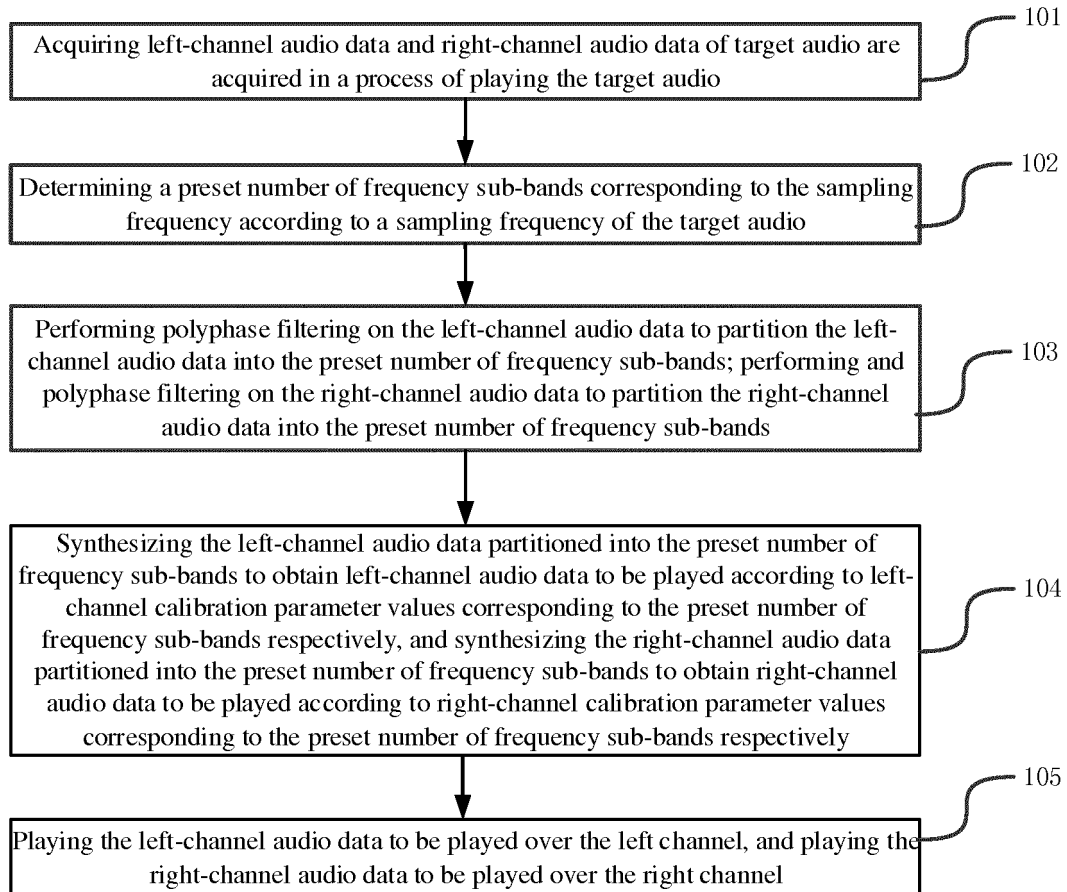 101
Acquiring left-channel audio data and right-channel audio data of target audio are
acquired in a process of playing the target audio
102
Determining a preset number of frequency sub-bands corresponding to the sampling
frequency according to a sampling frequency of the target audio
Performing polyphase filtering on the left-channel audio data to partition the left-
channel audio data into the preset number of frequency sub-bands; performing and
polyphase filtering on the right-channel audio data to partition the right-channel
audio data into the preset number of frequency sub-bands
103
Synthesizing the left-channel audio data partitioned into the preset number of
frequency sub-bands to obtain left-channel audio data to be played according to left-
channel calibration parameter values corresponding to the preset number of
frequency sub-bands respectively, and synthesizing the right-channel audio data
partitioned into the preset number of frequency sub-bands to obtain right-channel
audio data to be played according to right-channel calibration parameter values
corresponding to the preset number of frequency sub-bands respectively
104
105
Playing the left-channel audio data to be played over the left channel, and playing the
right-channel audio data to be played over the right channel